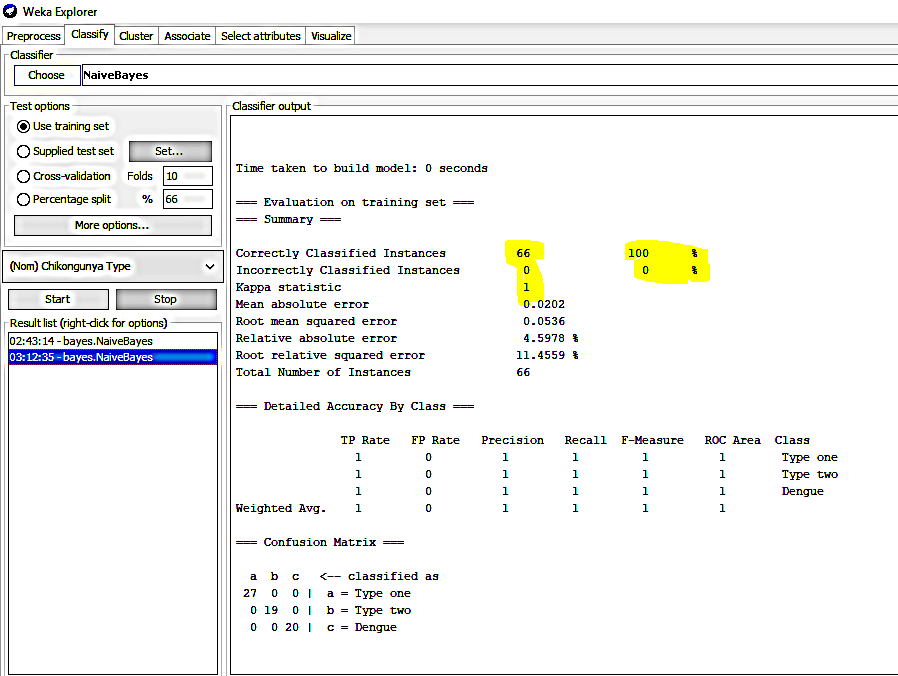 Weka Explorer
Preprocess Classify Cluster Associate Select attributes Visualize
Classifier
Choose NaiveBayes
Test options
Use training set
Supplied test set Set...
Cross-validation Folds 10
Percentage split % 66
More options...
(Nom) Chikongunya Type
Start Stop
Result list (right-click for options)
02:43:14 - bayes.NaiveBayes
03:12:35 - bayes.NaiveBayes
Classifier output
Time taken to build model: 0 seconds
=== Evaluation on training set ===
=== Summary ===
Correctly Classified Instances 66 100 %
Incorrectly Classified Instances 0 0 %
Kappa statistic 1
Mean absolute error 0.0202
Root mean squared error 0.0536
Relative absolute error 4.5978 %
Root relative squared error 11.4559 %
Total Number of Instances 66
=== Detailed Accuracy By Class ===
TP Rate FP Rate Precision Recall F-Measure ROC Area Class
1 0 1 1 1 1 Type one
1 0 1 1 1 1 Type two
1 0 1 1 1 1 Dengue
Weighted Avg. 1 0 1 1 1 1
=== Confusion Matrix ===
a b c <-- classified as
27 0 0 | a = Type one
0 19 0 | b = Type two
0 0 20 | c = Dengue